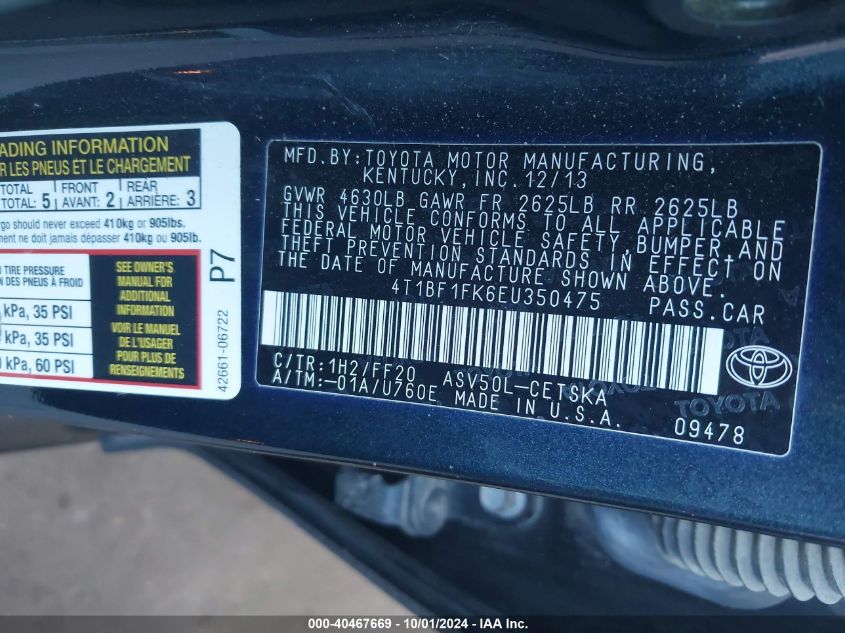 ADING INFORMATION
R LES PNEUS ET LE CHARGEMENT
TOTAL 5 FRONT 2 REAR 3
TOTAL: AVANT: ARRIÈRE:
rgo should never exceed 410kg or 905lbs.
ment ne doit jamais dépasser 410kg ou 905lb.
TIRE PRESSURE
DES PNEUS À FROID
kPa, 35 PSI
kPa, 35 PSI
kPa, 60 PSI
SEE OWNER'S
MANUAL FOR
ADDITIONAL
INFORMATION
VOIR LE MANUEL
DE L'USAGER
POUR PLUS DE
RENSEIGNEMENTS
P7
42661-06722
MFD.BY:TOYOTA MOTOR MANUFACTURING,
KENTUCKY, INC.12/13
GVWR 4630LB GAWR FR 2625LB RR 2625LB
THIS VEHICLE CONFORMS TO ALL APPLICABLE
FEDERAL MOTOR VEHICLE SAFETY, BUMPER, AND
THEFT PREVENTION STANDARDS IN EFFECT ON
THE DATE OF MANUFACTURE SHOWN ABOVE.
4T1BF1FK6EU350475 PASS.CAR
C/TR:1H2/FF20 ASV50L-CETSKA
A/TM:-01A/U760E MADE IN U.S.A.
TOYOTA
09478
000-40467669 - 10/01/2024 - IAA Inc.